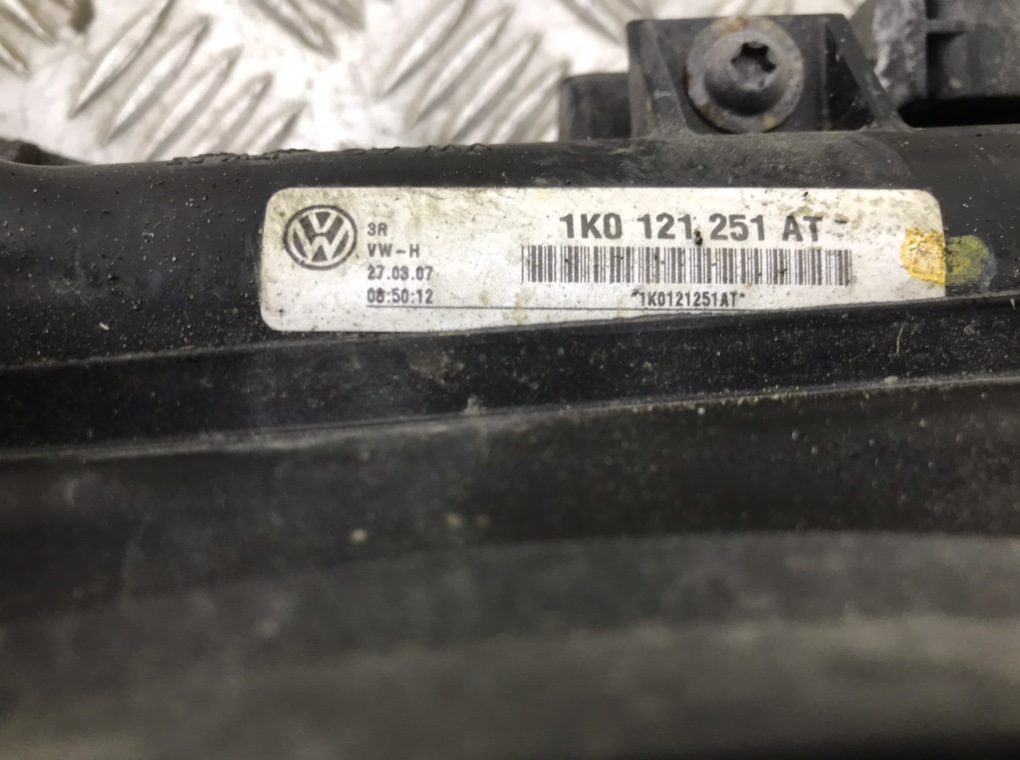 VW
3R
VW-H
27.03.07
08:50:12
1K0 121 251 AT
*1K0121251AT*